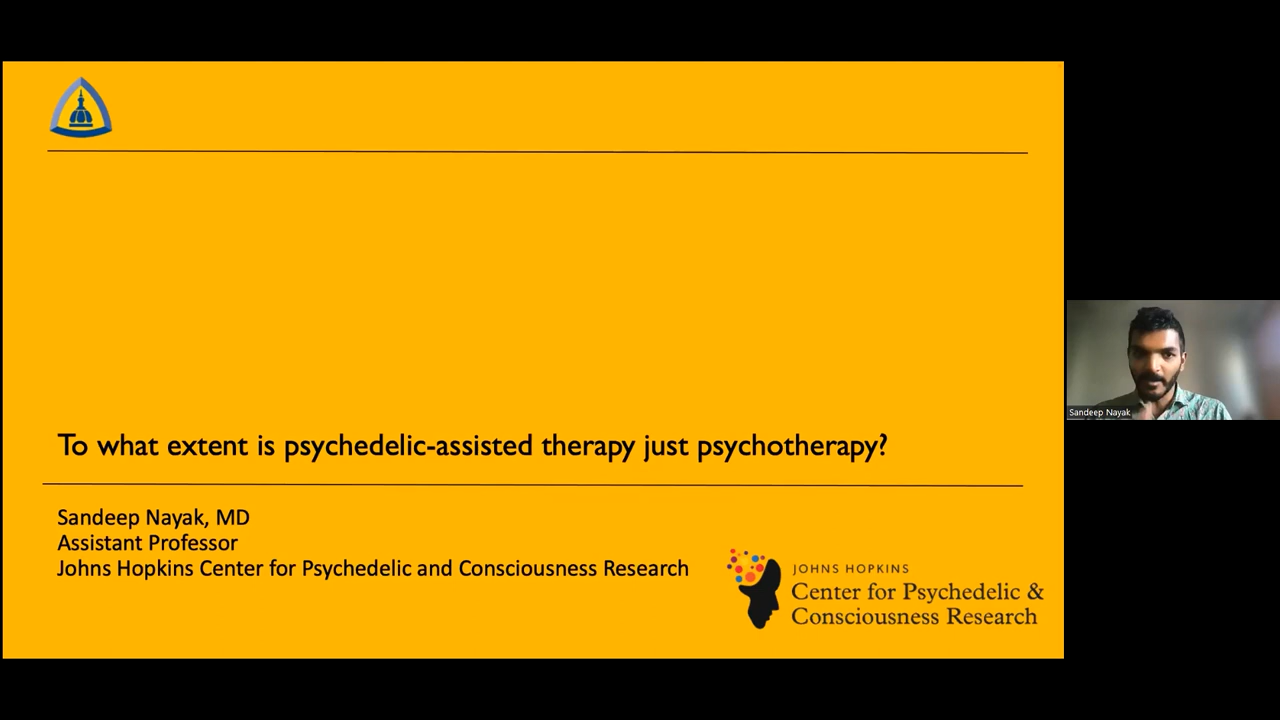 To what extent is psychedelic-assisted therapy just psychotherapy?
Sandeep Nayak, MD
Assistant Professor
Johns Hopkins Center for Psychedelic and Consciousness Research
JOHNS HOPKINS
Center for Psychedelic &
Consciousness Research
Sandeep Nayak